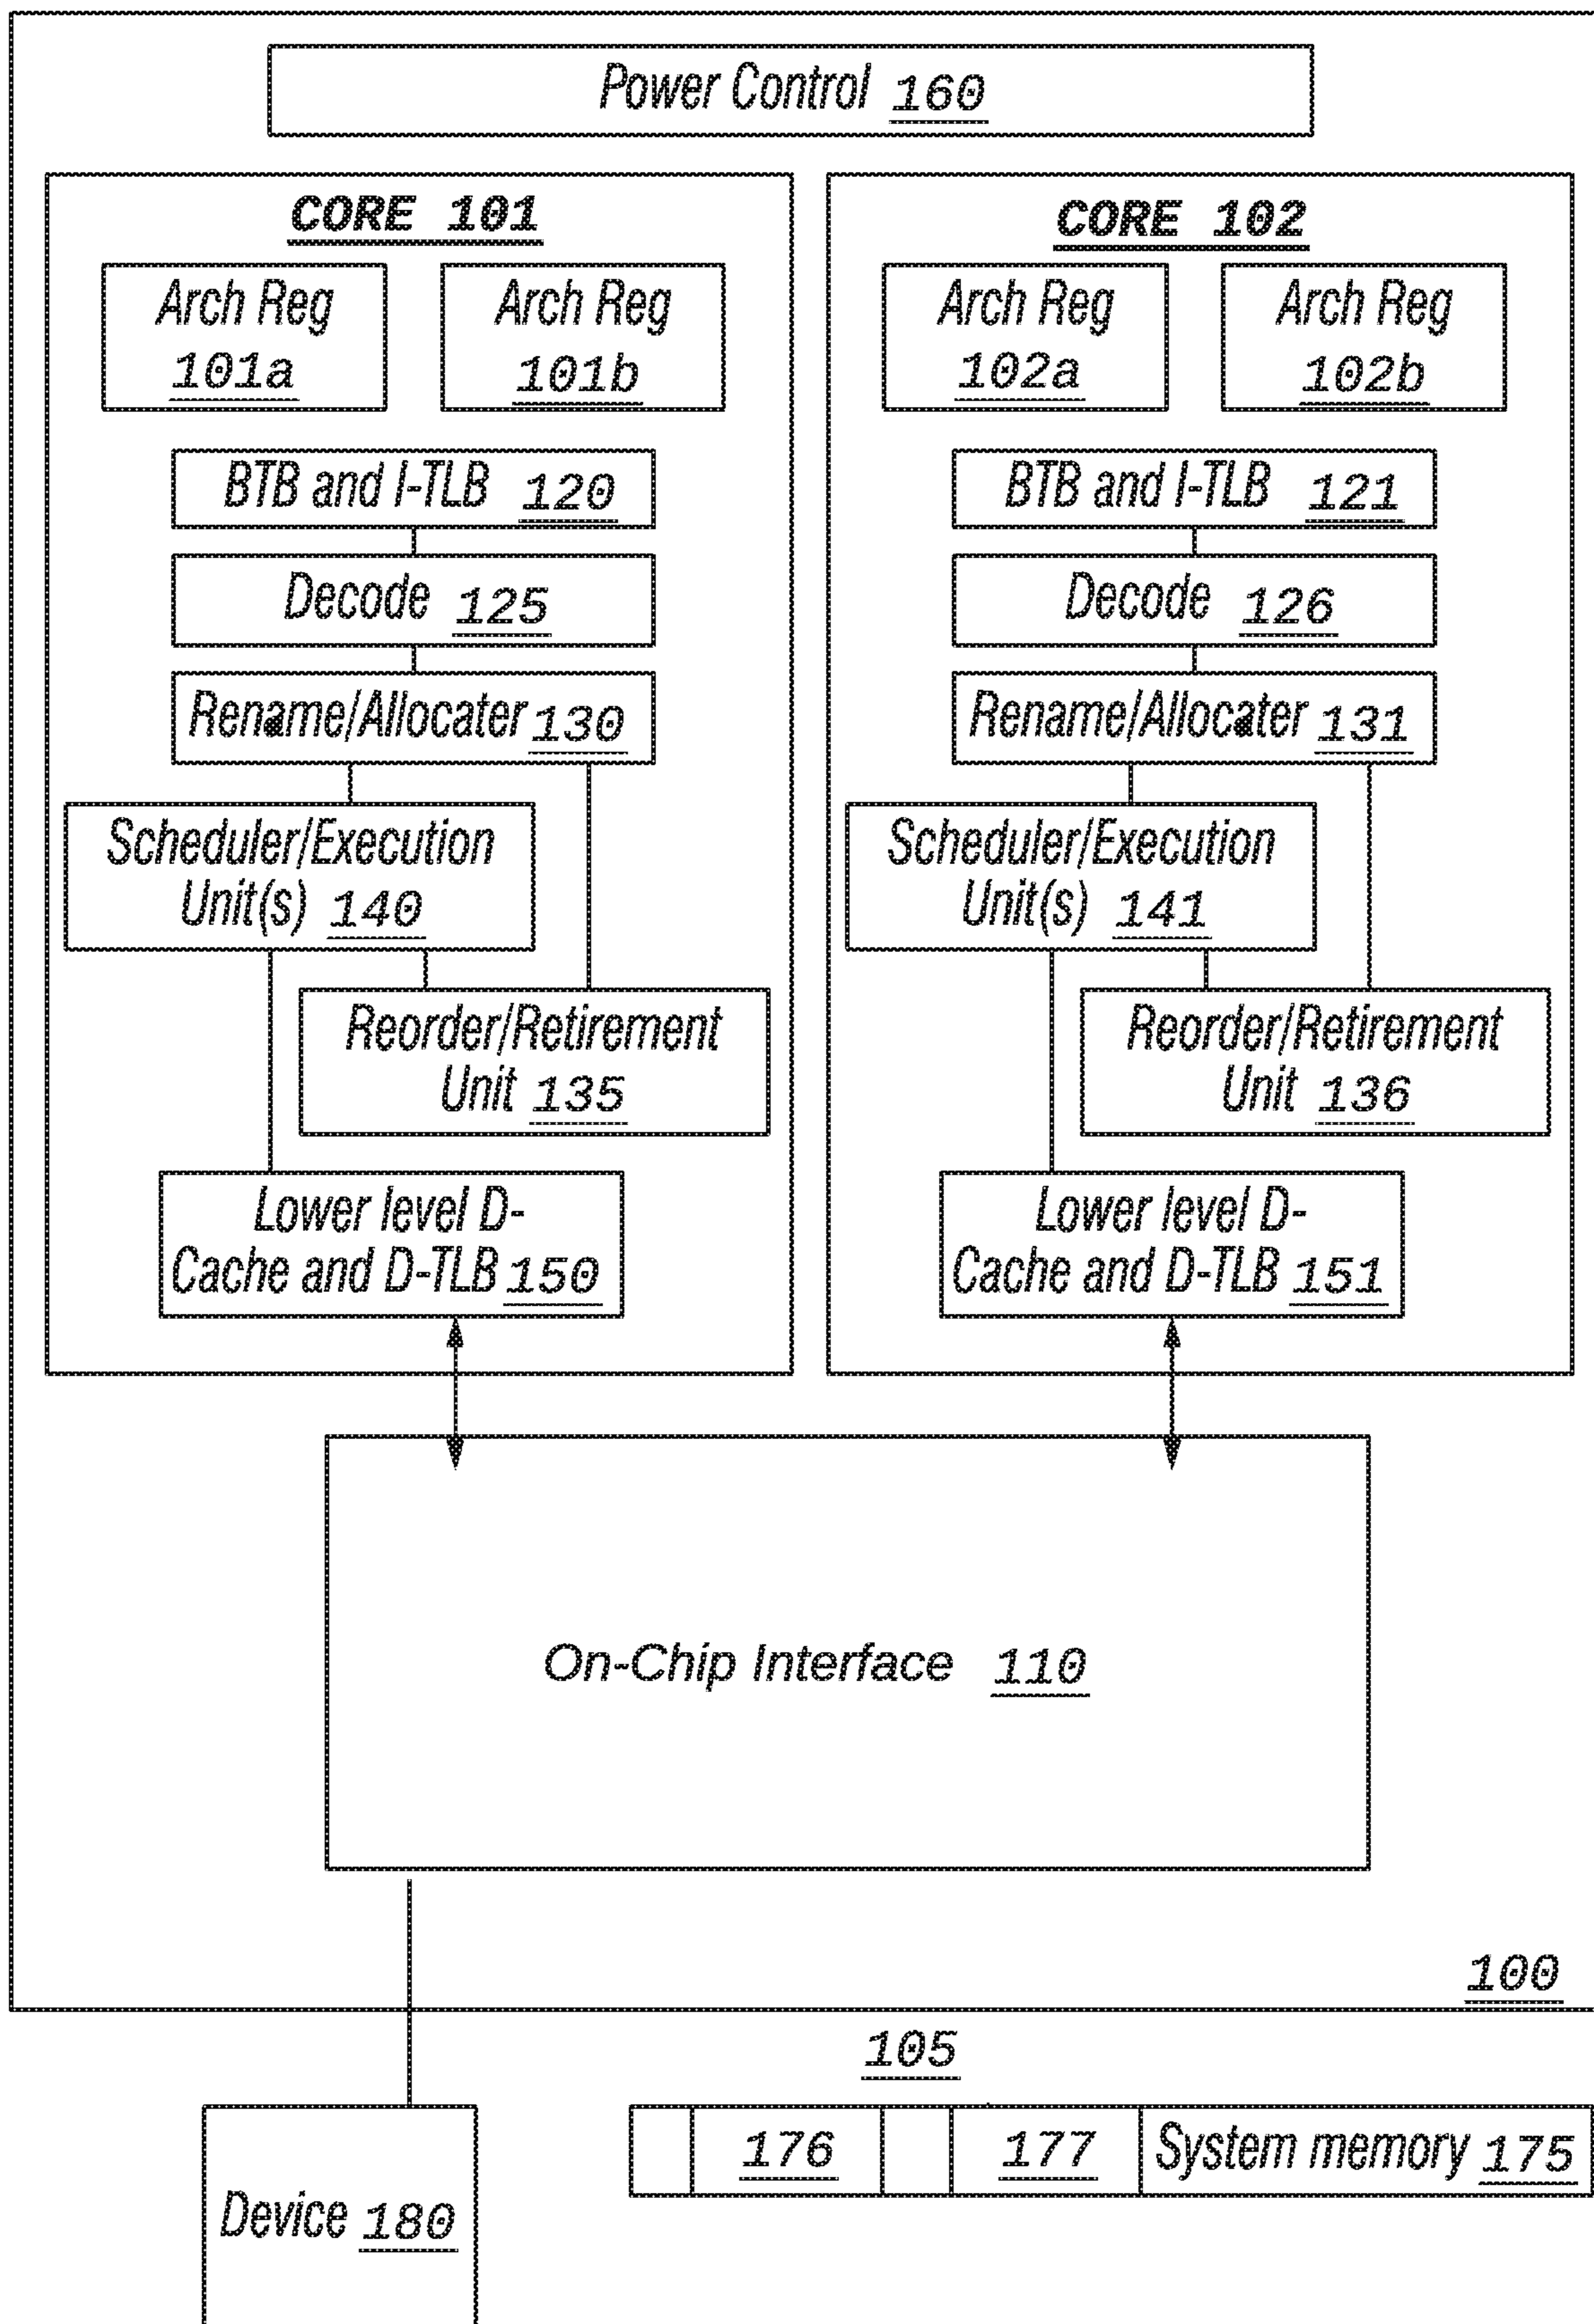 Power Control 160
CORE 101
Arch Reg
101a
Arch Reg
101b
BTB and I-TLB 120
Decode 125
Rename/Allocater 130
Scheduler/Execution
Unit(s) 140
Reorder/Retirement
Unit 135
Lower level D-
Cache and D-TLB 150
CORE 102
Arch Reg
102a
Arch Reg
102b
BTB and I-TLB 121
Decode 126
Rename/Allocater 131
Scheduler/Execution
Unit(s) 141
Reorder/Retirement
Unit 136
Lower level D-
Cache and D-TLB 151
On-Chip Interface 110
100
105
176
177
System memory 175
Device 180